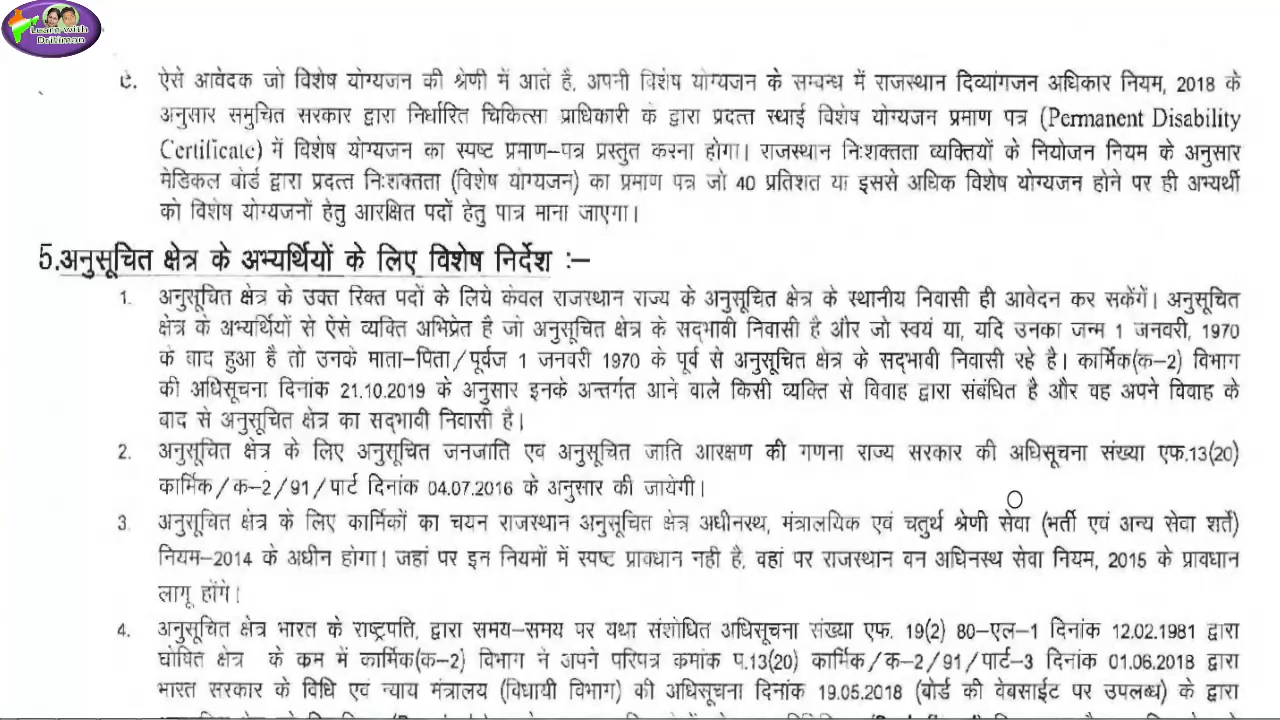 Learn with
DrIlimon
e. ऐसे आवेदक जो विशेष योग्यजन की श्रेणी में आते है, अपनी विशेष योग्यजन के सम्बन्ध में राजस्थान दिव्यांगजन अधिकार नियम, 2018 के
अनुसार समुचित सरकार द्वारा निर्धारित चिकित्सा प्राधिकारी के द्वारा प्रदत्त स्थाई विशेष योग्यजन प्रमाण पत्र (Permanent Disability
Certificate) में विशेष योग्यजन का स्पष्ट प्रमाण–पत्र प्रस्तुत करना होगा। राजस्थान निःशक्तता व्यक्तियों के नियोजन नियम के अनुसार
मेडिकल बोर्ड द्वारा प्रदत्त निःशक्तता (विशेष योग्यजन) का प्रमाण पत्र जो 40 प्रतिशत या इससे अधिक विशेष योग्यजन होने पर ही अभ्यर्थी
को विशेष योग्यजनों हेतु आरक्षित पदों हेतु पात्र माना जाएगा।
5.अनुसूचित क्षेत्र के अभ्यर्थियों के लिए विशेष निर्देश :–
1. अनुसूचित क्षेत्र के उक्त रिक्त पदों के लिये केवल राजस्थान राज्य के अनुसूचित क्षेत्र के स्थानीय निवासी ही आवेदन कर सकेंगें। अनुसूचित
क्षेत्र के अभ्यर्थियों से ऐसे व्यक्ति अभिप्रेत है जो अनुसूचित क्षेत्र के सद्‌भावी निवासी है और जो स्वयं या, यदि उनका जन्म 1 जनवरी, 1970
के बाद हुआ है तो उनके माता–पिता/पूर्वज 1 जनवरी 1970 के पूर्व से अनुसूचित क्षेत्र के सद्‌भावी निवासी रहे है। कार्मिक(क–2) विभाग
की अधिसूचना दिनांक 21.10.2019 के अनुसार इनके अन्तर्गत आने वाले किसी व्यक्ति से विवाह द्वारा संबंधित है और वह अपने विवाह के
बाद से अनुसूचित क्षेत्र का सद्‌भावी निवासी है।
2. अनुसूचित क्षेत्र के लिए अनुसूचित जनजाति एवं अनुसूचित जाति आरक्षण की गणना राज्य सरकार की अधिसूचना संख्या एफ.13(20)
कार्मिक/क–2/91/पार्ट दिनांक 04.07.2016 के अनुसार की जायेगी।
3. अनुसूचित क्षेत्र के लिए कार्मिकों का चयन राजस्थान अनुसूचित क्षेत्र अधीनस्थ, मंत्रालयिक एवं चतुर्थ श्रेणी सेवा (भर्ती एवं अन्य सेवा शर्ते)
नियम–2014 के अधीन होगा। जहां पर इन नियमों में स्पष्ट प्रावधान नही है, वहां पर राजस्थान वन अधिनस्थ सेवा नियम, 2015 के प्रावधान
लागू होंगे।
4. अनुसूचित क्षेत्र भारत के राष्ट्रपति, द्वारा समय–समय पर यथा संशोधित अधिसूचना संख्या एफ. 19(2) 80–एल–1 दिनांक 12.02.1981 द्वारा
घोषित क्षेत्र के कम में कार्मिक(क–2) विभाग ने अपने परिपत्र कमांक प.13(20) कार्मिक/क–2/91/पार्ट–3 दिनांक 01.06.2018 द्वारा
भारत सरकार के विधि एवं न्याय मंत्रालय (विधायी विभाग) की अधिसूचना दिनांक 19.05.2018 (बोर्ड की वेबसाईट पर उपलब्ध) के द्वारा